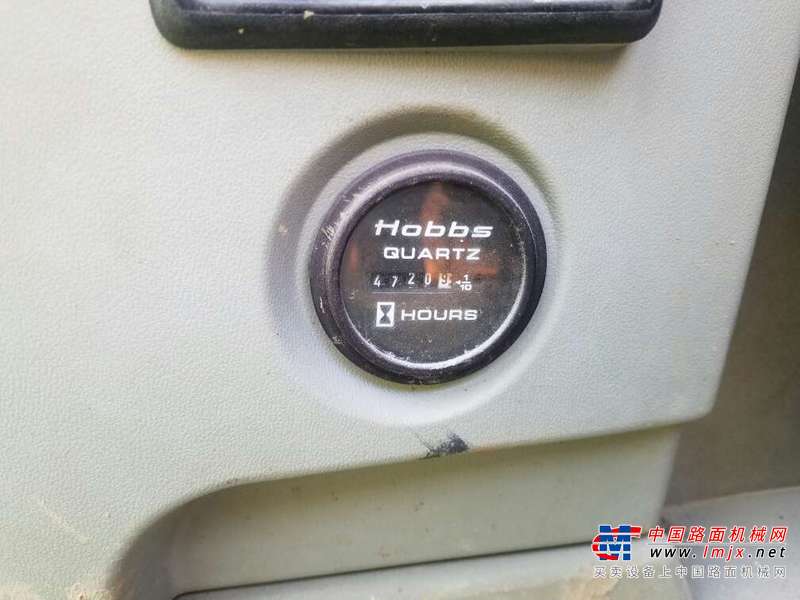 Hobbs
QUARTZ
4720 1/10
HOURS
中国路面机械网
www.lmjx.net
买卖设备上中国路面机械网